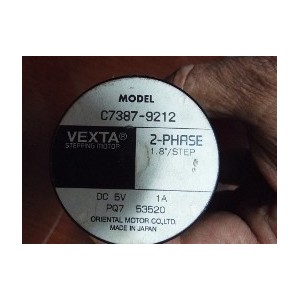 MODEL
C7387-9212
VEXTA®
STEPPING MOTOR
2-PHASE
1.8°/STEP
DC 5V 1A
PQ7 53520
ORIENTAL MOTOR CO.,LTD.
MADE IN JAPAN